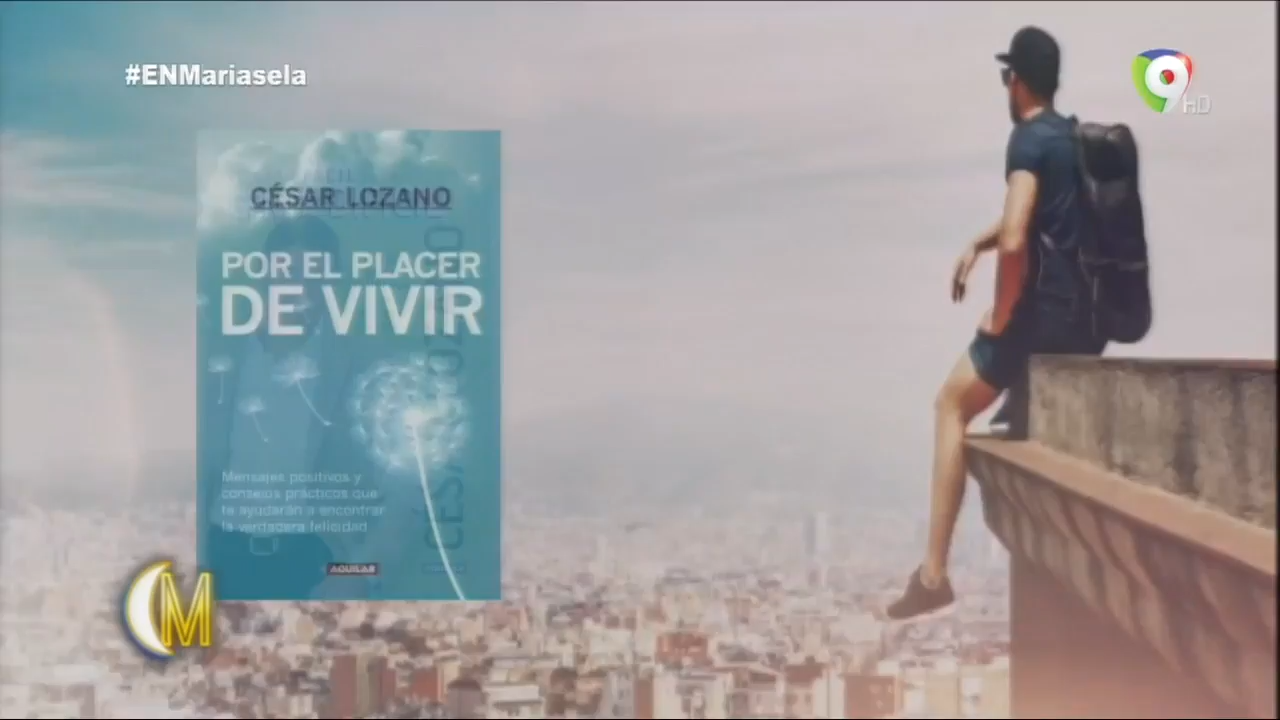 #ENMariasela
9
HD
CÉSAR LOZANO
POR EL PLACER
DE VIVIR
Mensajes positivos y
consejos prácticos que
te ayudarán a encontrar
la verdadera felicidad
AGUILAR
M